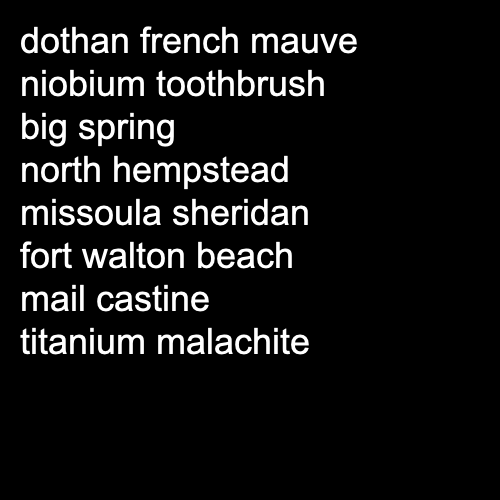 dothan french mauve
niobium toothbrush
big spring
north hempstead
missoula sheridan
fort walton beach
mail castine
titanium malachite